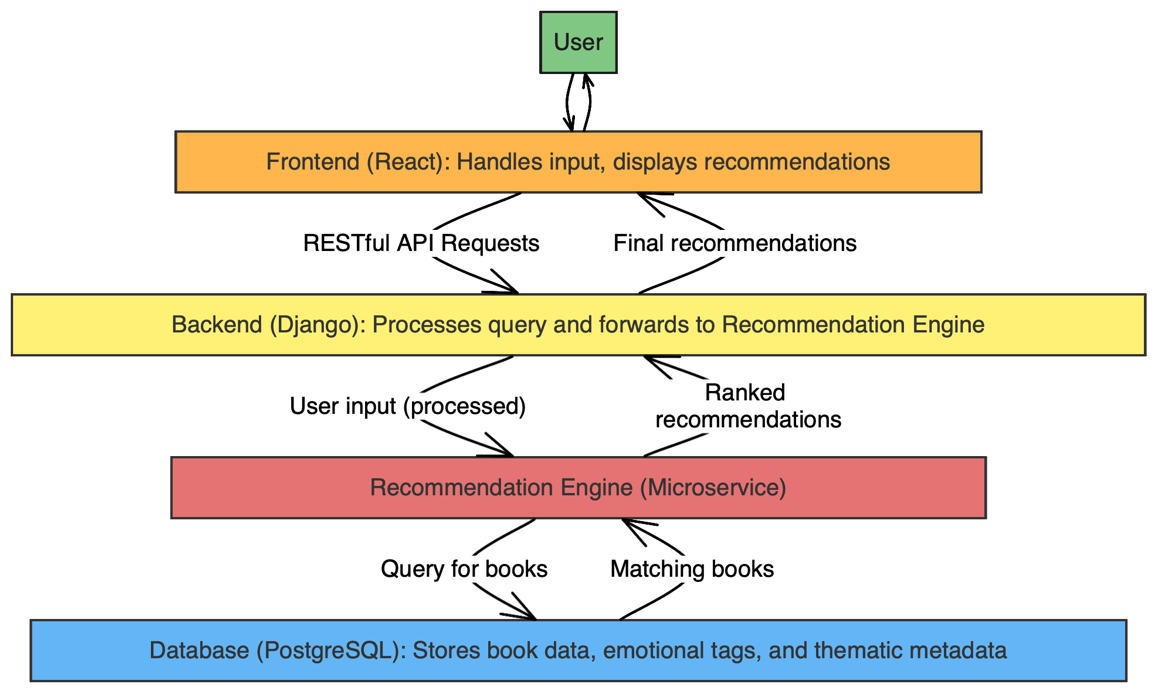 User
Frontend (React): Handles input, displays recommendations
RESTful API Requests
Final recommendations
Backend (Django): Processes query and forwards to Recommendation Engine
User input (processed)
Ranked
recommendations
Recommendation Engine (Microservice)
Query for books
Matching books
Database (PostgreSQL): Stores book data, emotional tags, and thematic metadata